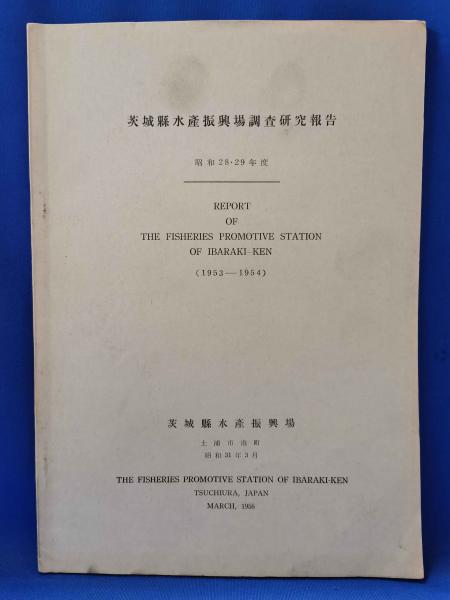 茨城縣水産振興場調査研究報告
昭和28・29年度
REPORT
OF
THE FISHERIES PROMOTIVE STATION
OF IBARAKI-KEN
(1953—1954)
茨城縣水産振興場
土浦市港町
昭和31年3月
THE FISHERIES PROMOTIVE STATION OF IBARAKI-KEN
TSUCHIURA, JAPAN
MARCH, 1956